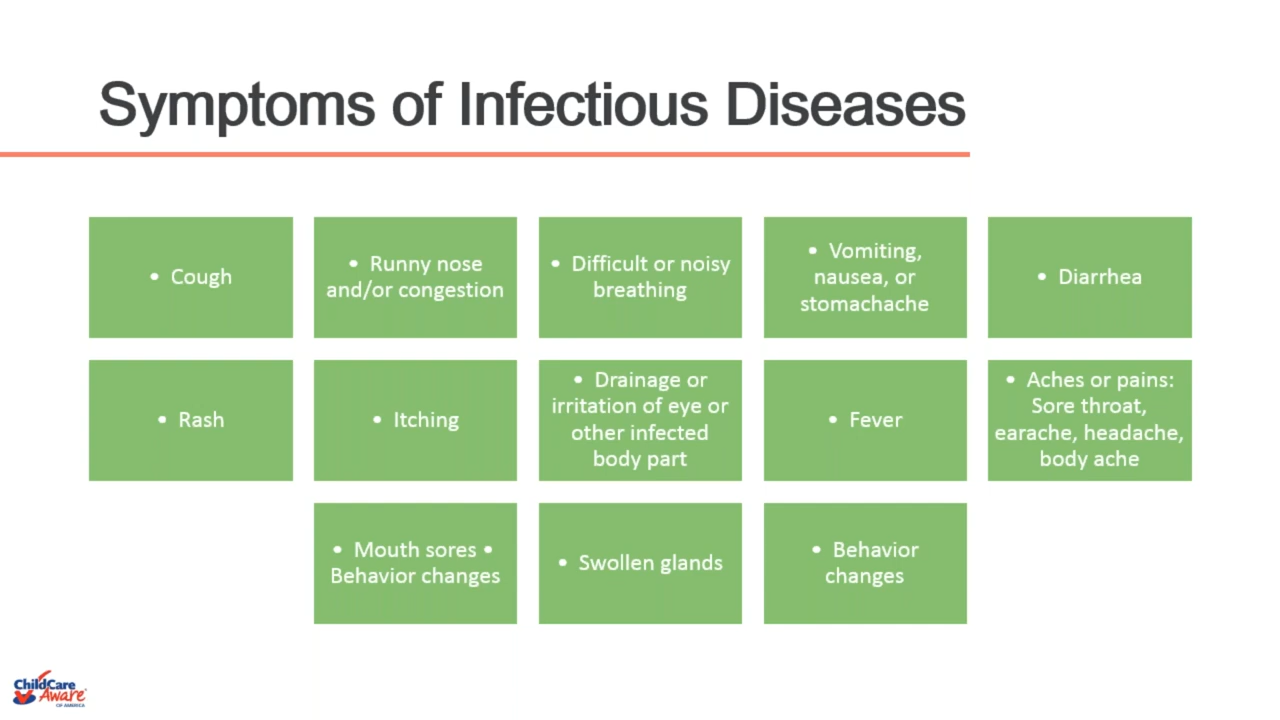 Symptoms of Infectious Diseases
• Cough
• Runny nose
and/or congestion
• Difficult or noisy
breathing
• Vomiting,
nausea, or
stomachache
• Diarrhea
• Rash
• Itching
• Drainage or
irritation of eye or
other infected
body part
• Fever
• Aches or pains:
Sore throat,
earache, headache,
body ache
• Mouth sores •
Behavior changes
• Swollen glands
• Behavior
changes
ChildCare
Aware
OF AMERICA